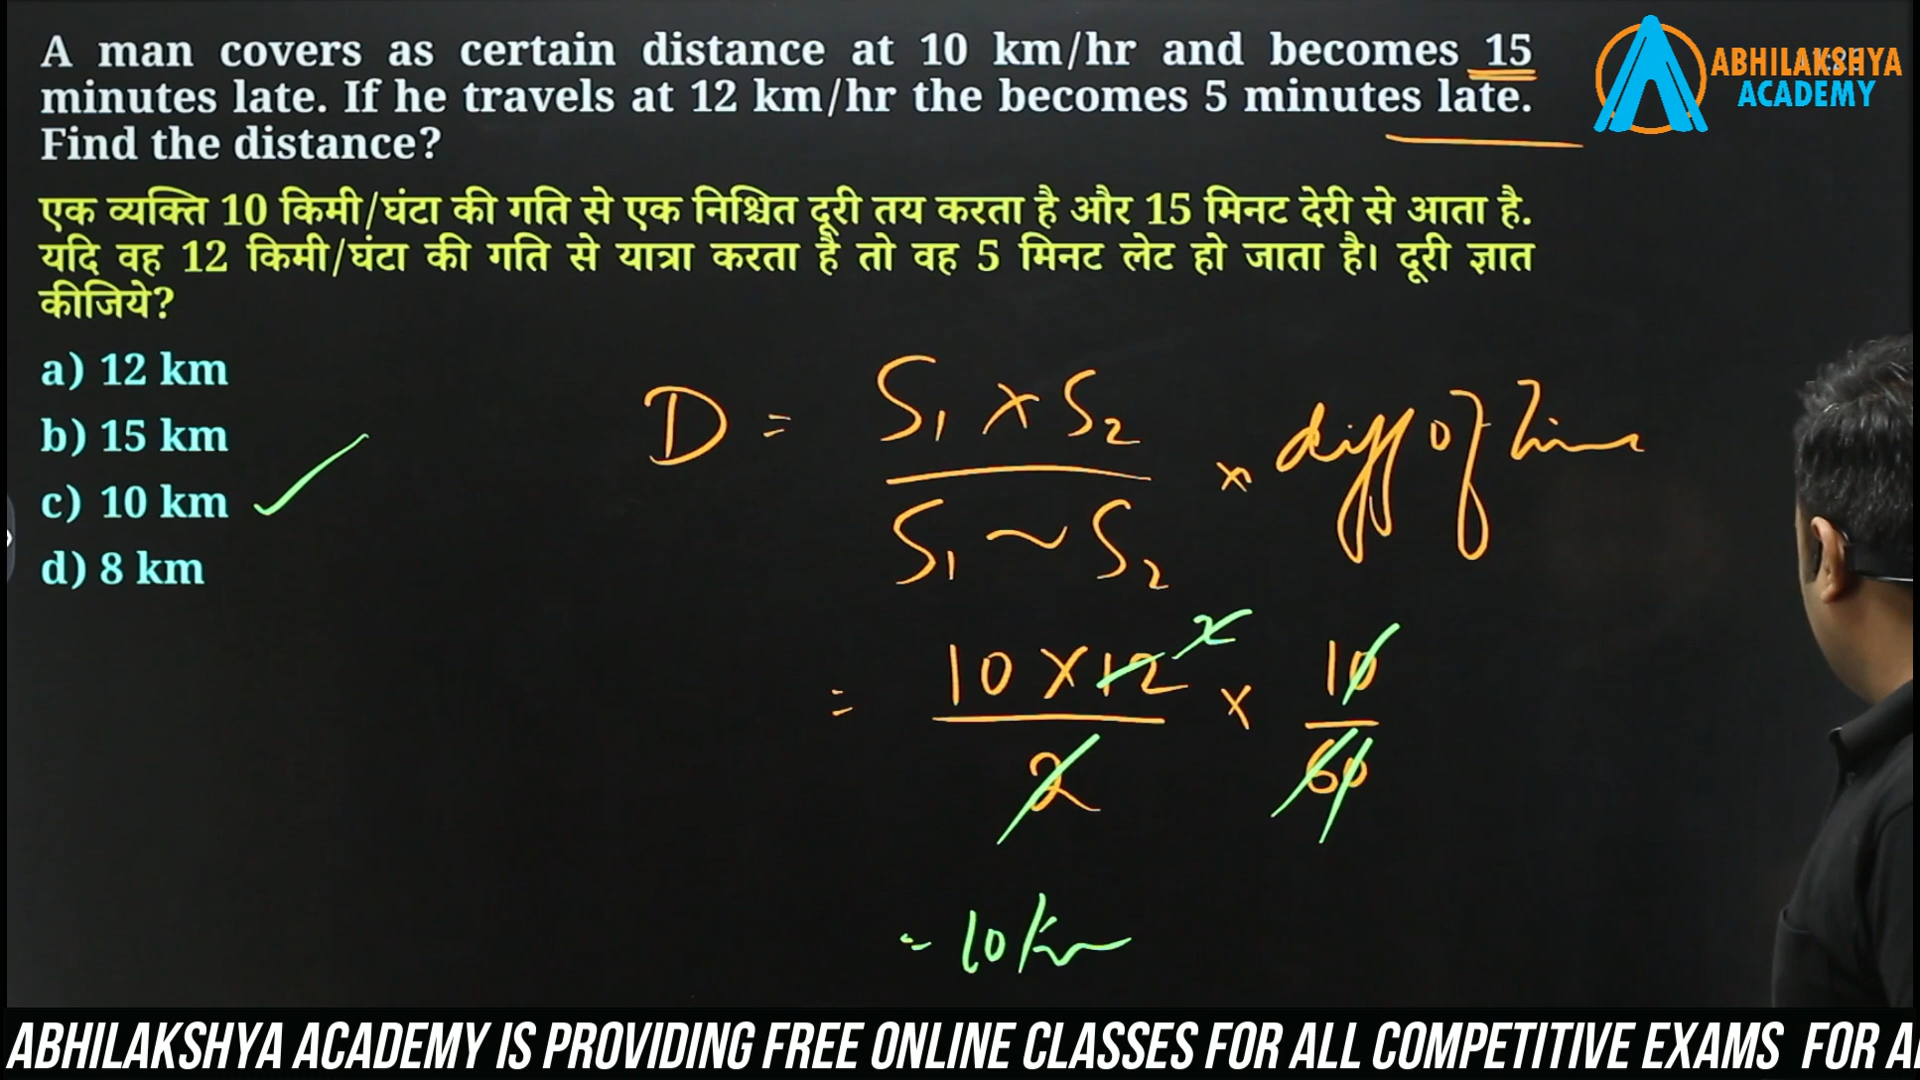 A man covers as certain distance at 10 km/hr and becomes 15
minutes late. If he travels at 12 km/hr the becomes 5 minutes late.
Find the distance?
एक व्यक्ति 10 किमी/घंटा की गति से एक निश्चित दूरी तय करता है और 15 मिनट देरी से आता है.
यदि वह 12 किमी/घंटा की गति से यात्रा करता है तो वह 5 मिनट लेट हो जाता है। दूरी ज्ञात
कीजिये?
a) 12 km
b) 15 km
c) 10 km
d) 8 km
D = S₁ × S₂ / S₁ ~ S₂ × diff of time
= 10 × 12 2 / 2 × 10 / 60
= 10 km
ABHILAKSHYA
ACADEMY
ABHILAKSHYA ACADEMY IS PROVIDING FREE ONLINE CLASSES FOR ALL COMPETITIVE EXAMS FOR A